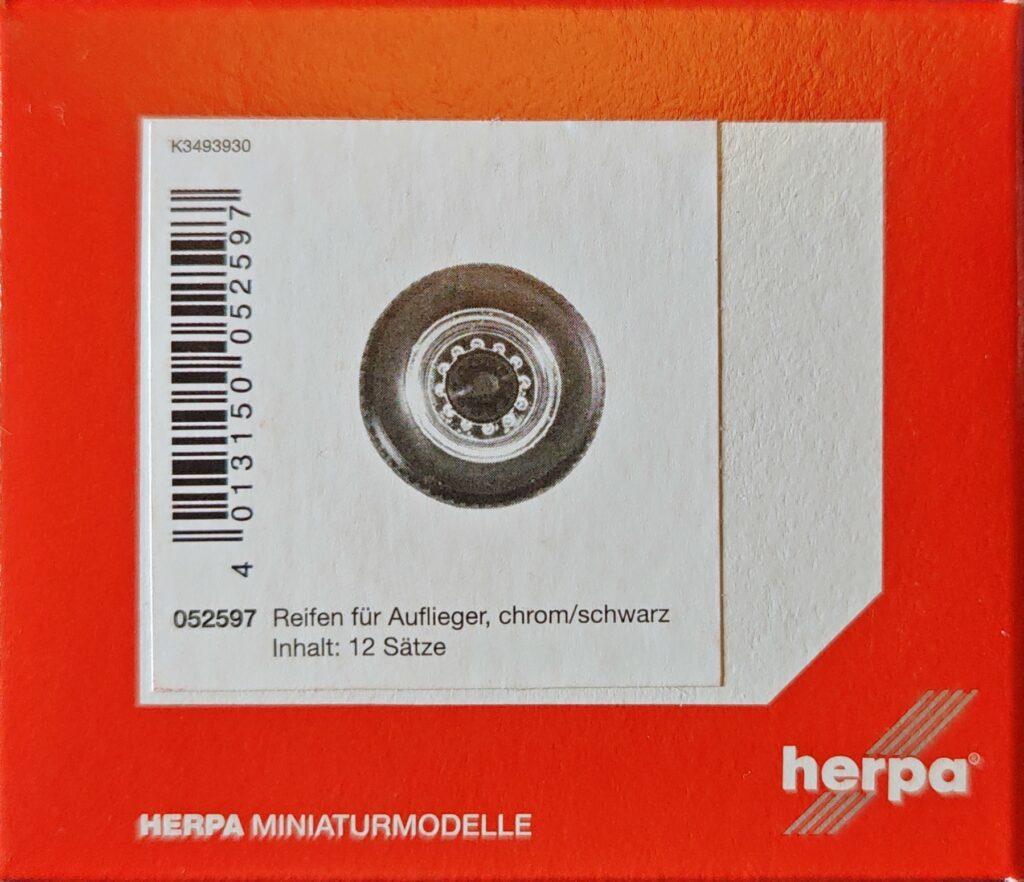 K3493930
4 013150 052597
052597 Reifen für Auflieger, chrom/schwarz
Inhalt: 12 Sätze
herpa®
HERPA MINIATURMODELLE